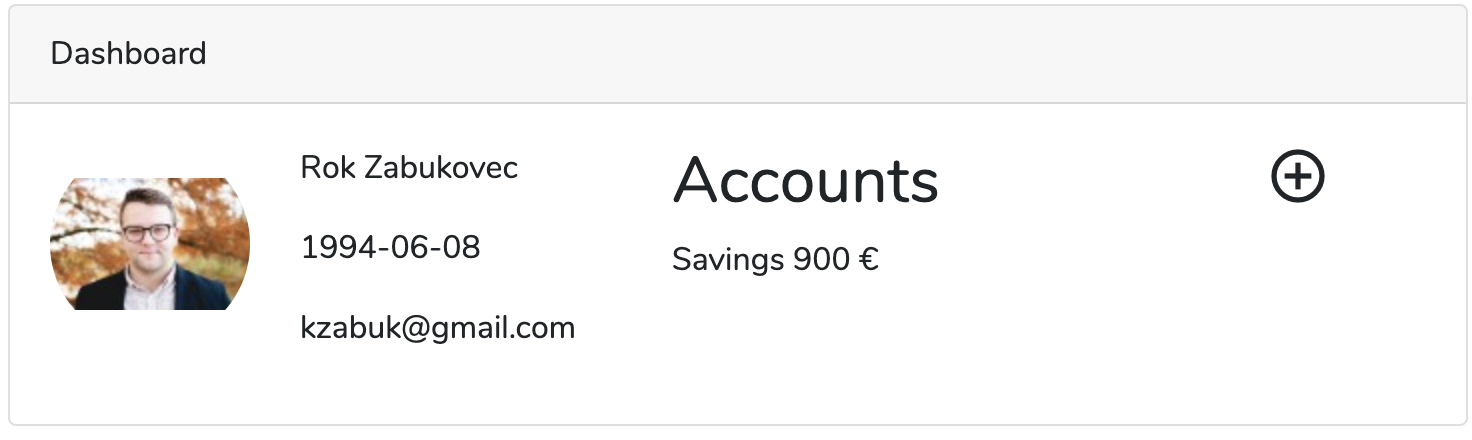 Dashboard
Rok Zabukovec
1994-06-08
kzabuk@gmail.com
Accounts
Savings 900 €